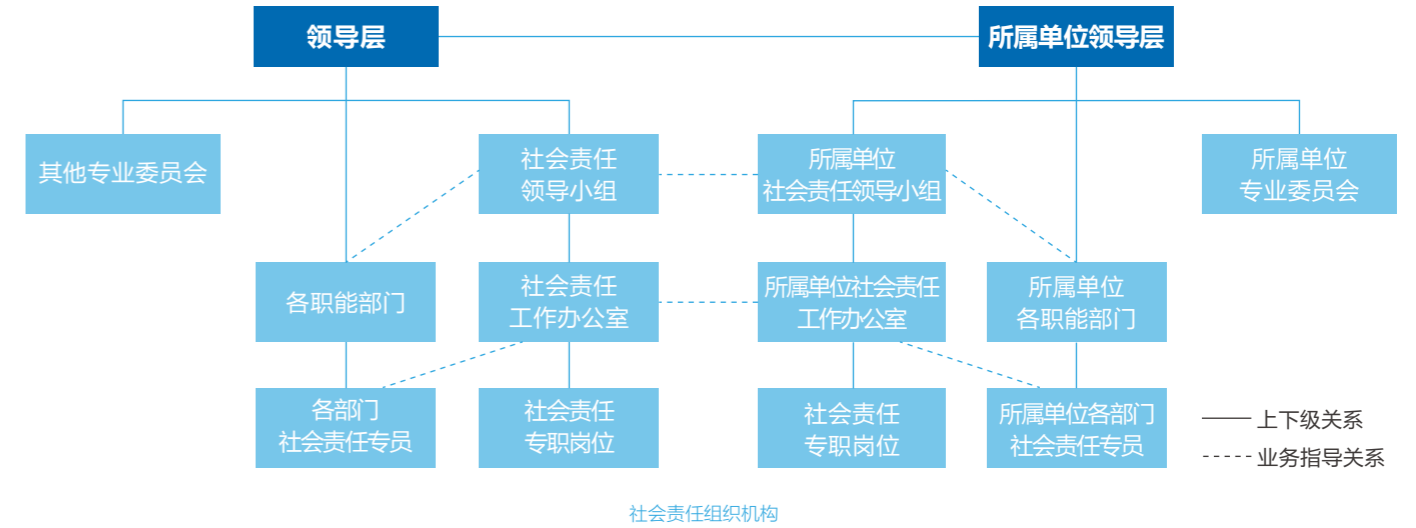 领导层
所属单位领导层
其他专业委员会
社会责任
领导小组
所属单位
社会责任领导小组
所属单位
专业委员会
各职能部门
社会责任
工作办公室
所属单位社会责任
工作办公室
所属单位
各职能部门
各部门
社会责任专员
社会责任
专职岗位
社会责任
专职岗位
所属单位各部门
社会责任专员
上下级关系
业务指导关系
社会责任组织机构